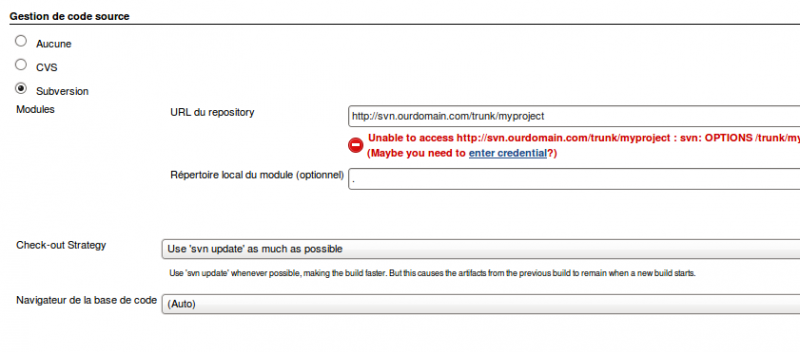 Gestion de code source
Aucune
CVS
Subversion
Modules
URL du repository
http://svn.ourdomain.com/trunk/myproject
Unable to access http://svn.ourdomain.com/trunk/myproject : svn: OPTIONS /trunk/my
(Maybe you need to enter credential?)
Répertoire local du module (optionnel)
.
Check-out Strategy
Use 'svn update' as much as possible
Use 'svn update' whenever possible, making the build faster. But this causes the artifacts from the previous build to remain when a new build starts.
Navigateur de la base de code
(Auto)